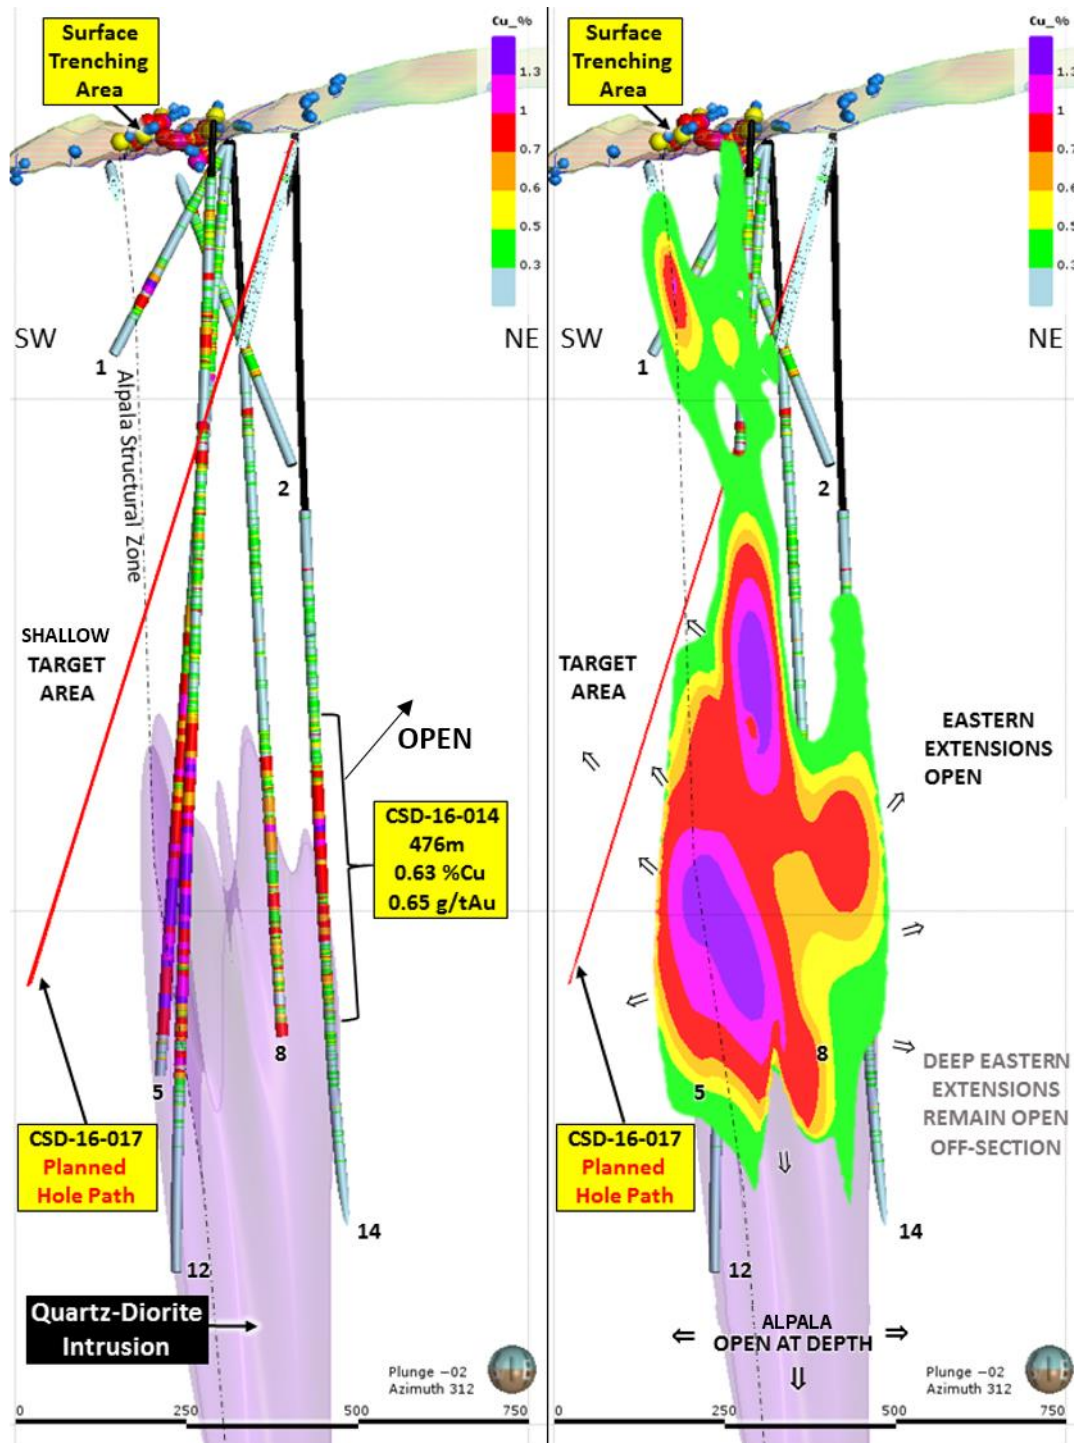 Surface
Trenching
Area
Cu_%
1.3
1
0.7
0.6
0.5
0.3
SW
NE
1
2
Alpala Structural Zone
SHALLOW
TARGET
AREA
OPEN
CSD-16-014
476m
0.63 %Cu
0.65 g/tAu
8
5
CSD-16-017
Planned
Hole Path
14
12
Quartz-Diorite
Intrusion
Plunge −02
Azimuth 312
0
250
500
750
Surface
Trenching
Area
Cu_%
1.3
1
0.7
0.6
0.5
0.3
SW
NE
1
2
TARGET
AREA
EASTERN
EXTENSIONS
OPEN
8
5
DEEP EASTERN
EXTENSIONS
REMAIN OPEN
OFF-SECTION
CSD-16-017
Planned
Hole Path
14
12
ALPALA
OPEN AT DEPTH
Plunge −02
Azimuth 312
0
250
500
750